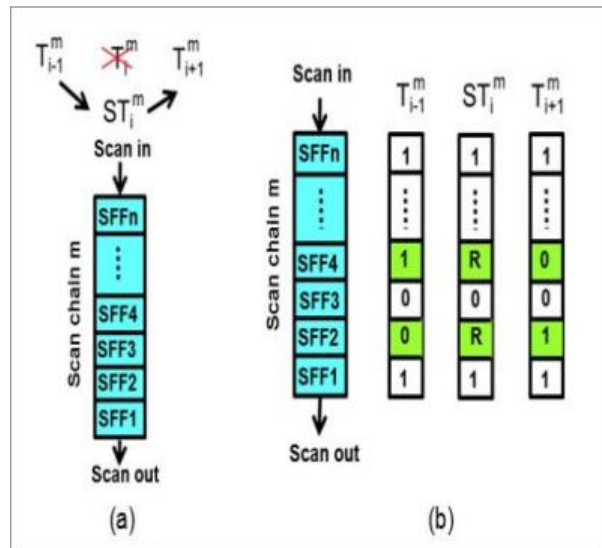 T_{i-1}^m T_i^m T_{i+1}^m
ST_i^m
Scan in
Scan chain m
SFFn
SFF4
SFF3
SFF2
SFF1
Scan out
(a)
Scan in
T_{i-1}^m ST_i^m T_{i+1}^m
Scan chain m
SFFn 1 1 1
SFF4 1 R 0
SFF3 0 0 0
SFF2 0 R 1
SFF1 1 1 1
Scan out
(b)